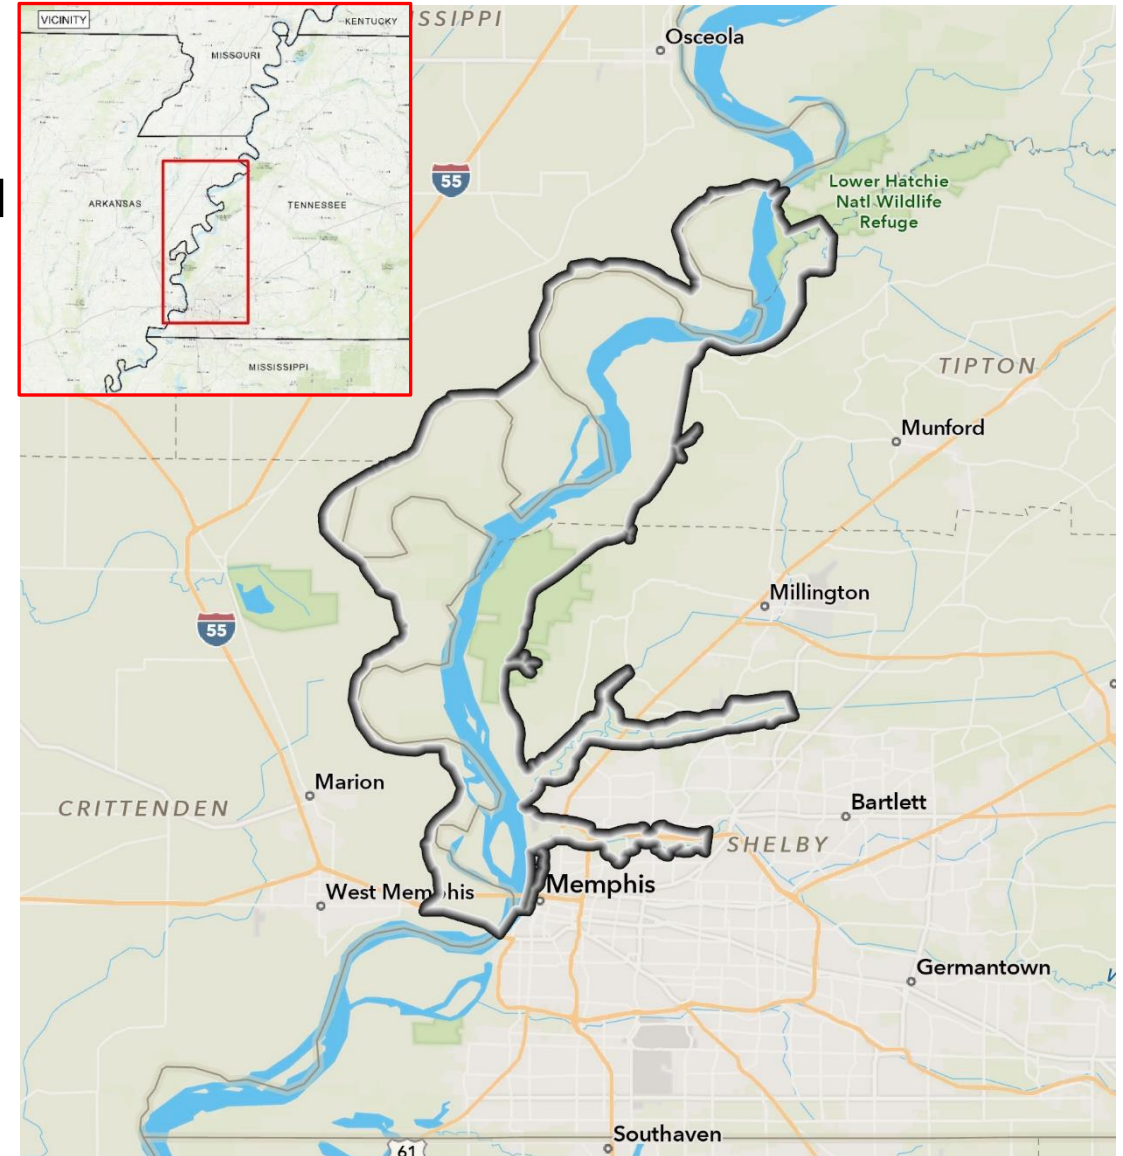 VICINITY
KENTUCKY
MISSOURI
ARKANSAS
TENNESSEE
MISSISSIPPI
ISSIPPI
Osceola
55
Lower Hatchie
Natl Wildlife
Refuge
TIPTON
Munford
Millington
55
Marion
CRITTENDEN
Bartlett
SHELBY
West Memphis
Memphis
Germantown
Southaven
61